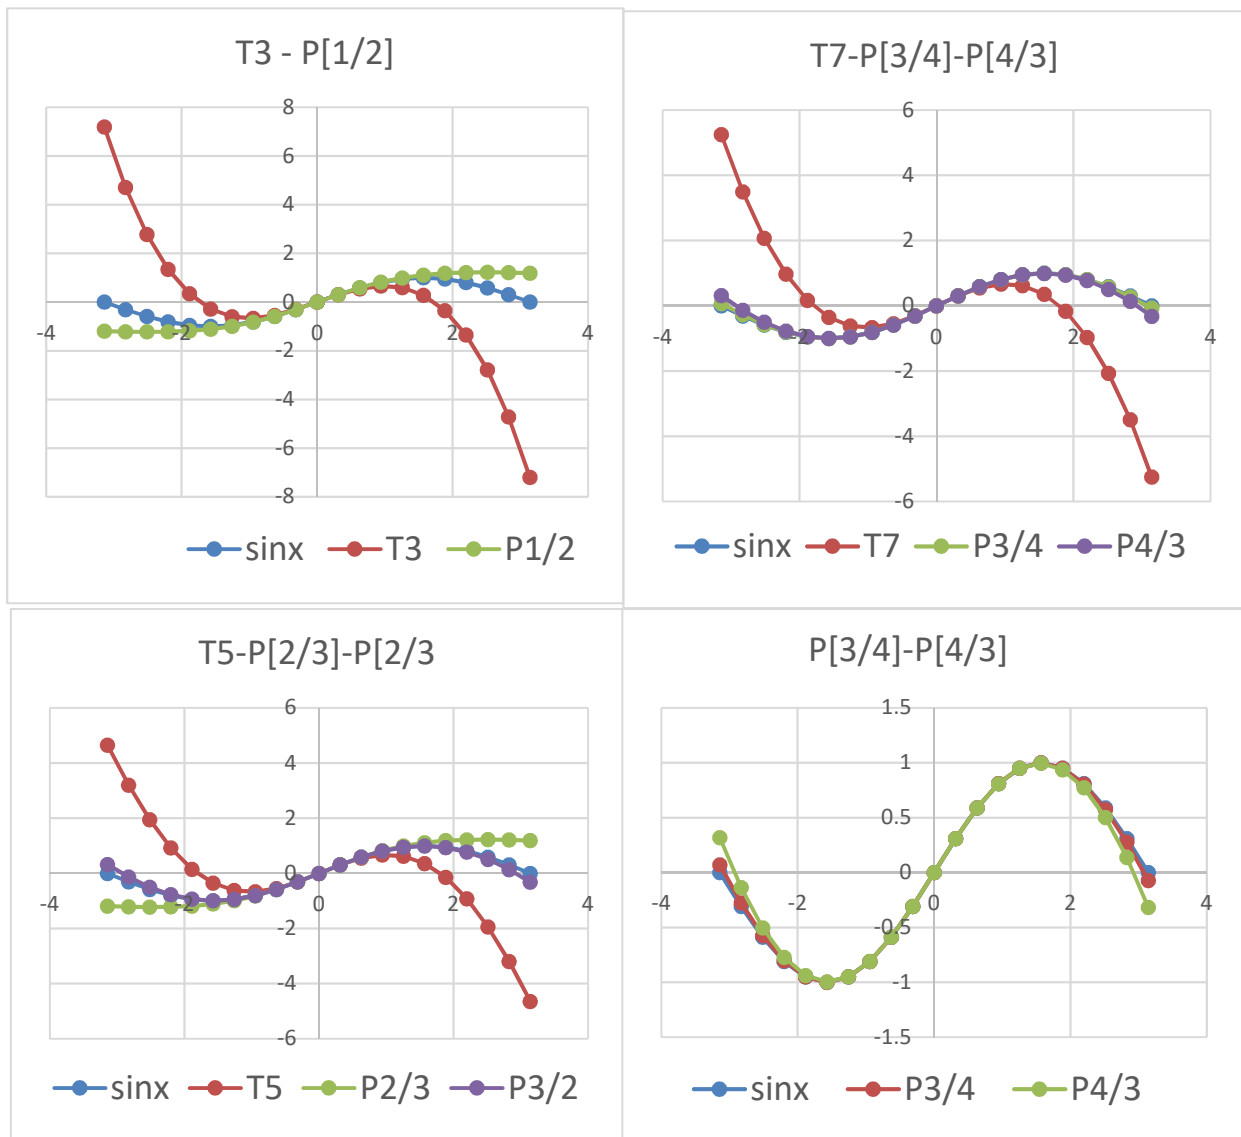 T3 - P[1/2]
8
6
4
2
0
-4 -2 0 2 4
-2
-4
-6
-8
sinx T3 P1/2
T7-P[3/4]-P[4/3]
6
4
2
0
-4 -2 0 2 4
-2
-4
-6
sinx T7 P3/4 P4/3
T5-P[2/3]-P[2/3
6
4
2
0
-4 -2 0 2 4
-2
-4
-6
sinx T5 P2/3 P3/2
P[3/4]-P[4/3]
1.5
1
0.5
0
-4 -2 0 2 4
-0.5
-1
-1.5
sinx P3/4 P4/3